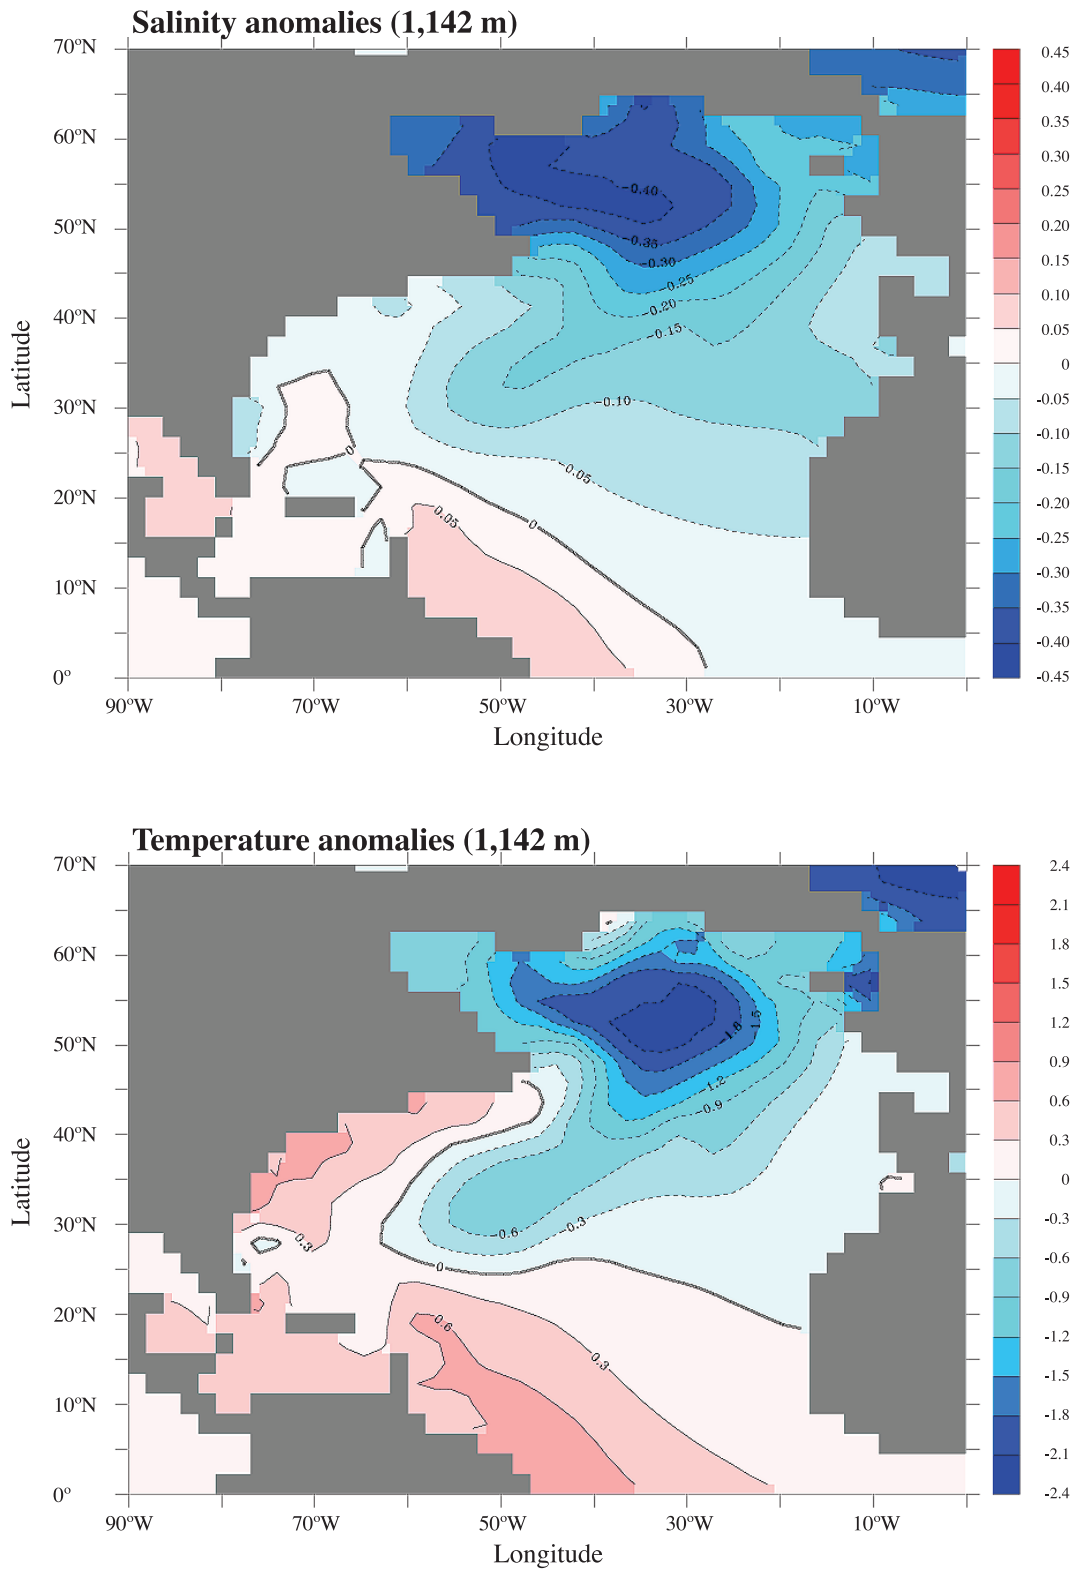 Salinity anomalies (1,142 m)
70ºN
60ºN
50ºN
40ºN
30ºN
20ºN
10ºN
0º
Latitude
90ºW
70ºW
50ºW
30ºW
10ºW
Longitude
-0.40
-0.35
-0.30
-0.25
-0.20
-0.15
-0.10
-0.05
0
0
0.05
0.45
0.40
0.35
0.30
0.25
0.20
0.15
0.10
0.05
0
-0.05
-0.10
-0.15
-0.20
-0.25
-0.30
-0.35
-0.40
-0.45
Temperature anomalies (1,142 m)
70ºN
60ºN
50ºN
40ºN
30ºN
20ºN
10ºN
0º
Latitude
90ºW
70ºW
50ºW
30ºW
10ºW
Longitude
-1.8
-1.5
-1.2
-0.9
-0.6
-0.3
0.3
0
0.6
0.3
2.4
2.1
1.8
1.5
1.2
0.9
0.6
0.3
0
-0.3
-0.6
-0.9
-1.2
-1.5
-1.8
-2.1
-2.4